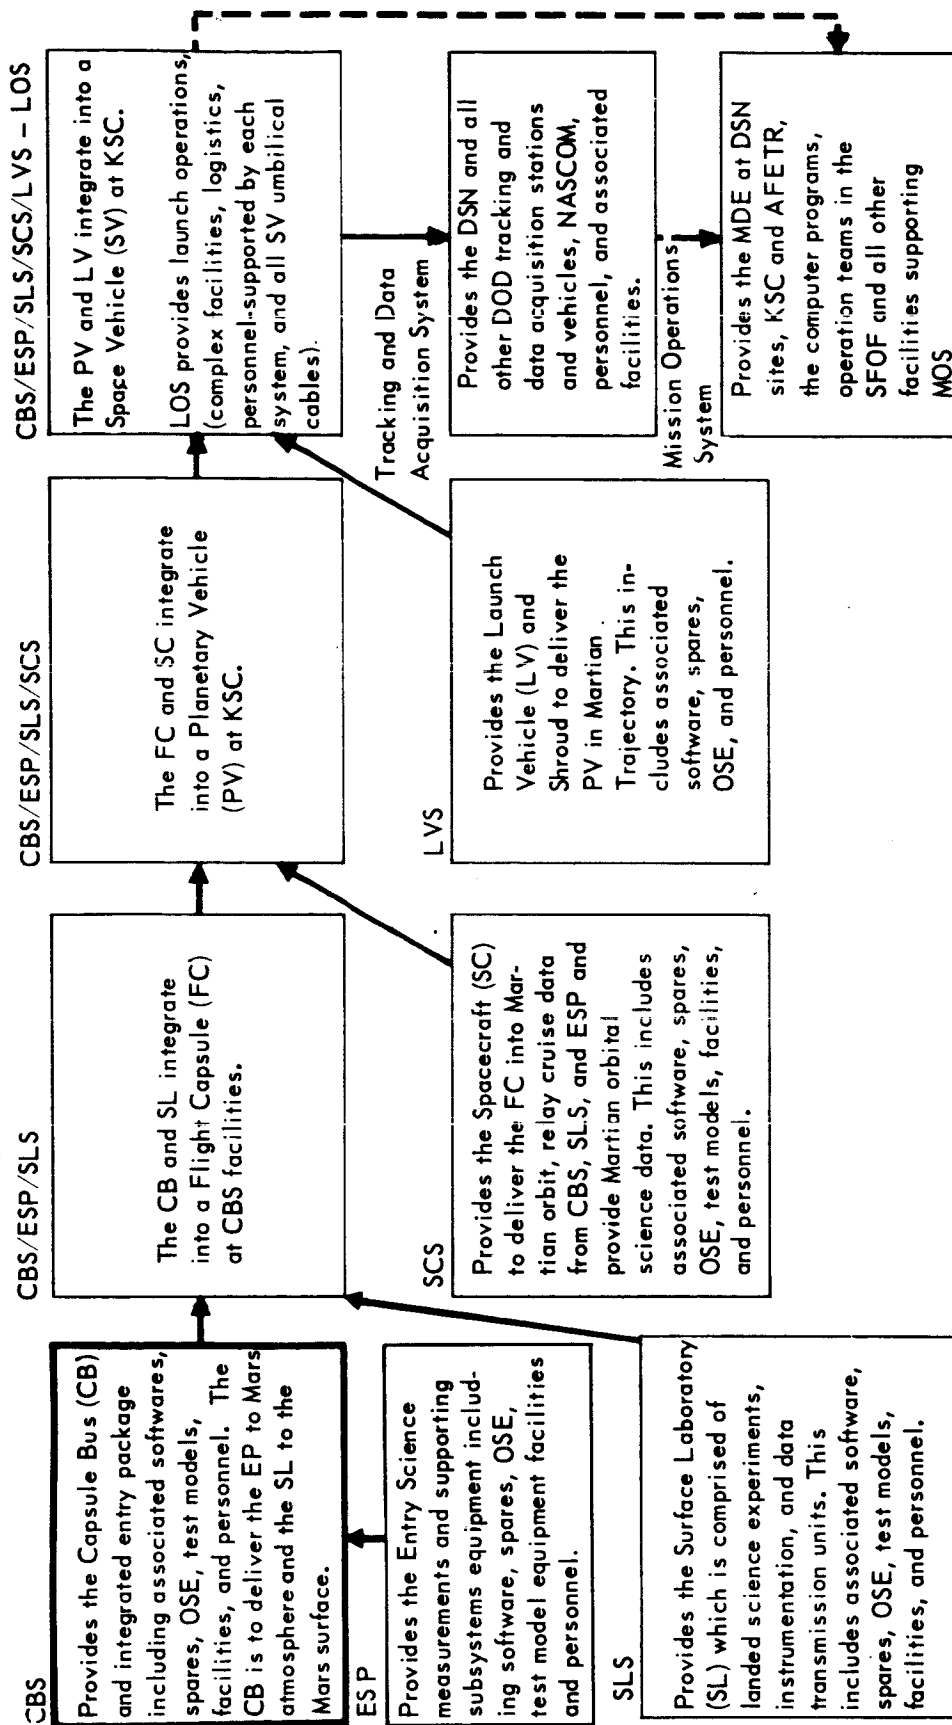 CBS
Provides the Capsule Bus (CB)
and integrated entry package
including associated softwares,
spares, OSE, test models,
facilities, and personnel. The
CB is to deliver the EP to Mars
atmosphere and the SL to the
Mars surface.
ESP
Provides the Entry Science
measurements and supporting
subsystems equipment includ-
ing software, spares, OSE,
test model equipment facilities
and personnel.
SLS
Provides the Surface Laboratory
(SL) which is comprised of
landed science experiments,
instrumentation, and data
transmission units. This
includes associated software,
spares, OSE, test models,
facilities, and personnel.
CBS/ESP/SLS
The CB and SL integrate
into a Flight Capsule (FC)
at CBS facilities.
SCS
Provides the Spacecraft (SC)
to deliver the FC into Mar-
tian orbit, relay cruise data
from CBS, SLS, and ESP and
provide Martian orbital
science data. This includes
associated software, spares,
OSE, test models, facilities,
and personnel.
CBS/ESP/SLS/SCS
The FC and SC integrate
into a Planetary Vehicle
(PV) at KSC.
LVS
Provides the Launch
Vehicle (LV) and
Shroud to deliver the
PV in Martian
Trajectory. This in-
cludes associated
software, spares,
OSE, and personnel.
CBS/ESP/SLS/SCS/LVS – LOS
The PV and LV integrate into a
Space Vehicle (SV) at KSC.
LOS provides launch operations,
(complex facilities, logistics,
personnel-supported by each
system, and all SV umbilical
cables).
Tracking and Data
Acquisition System
Provides the DSN and all
other DOD tracking and
data acquisition stations
and vehicles, NASCOM,
personnel, and associated
facilities.
Mission Operations
System
Provides the MDE at DSN
sites, KSC and AFETR,
the computer programs,
operation teams in the
SFOF and all other
facilities supporting
MOS